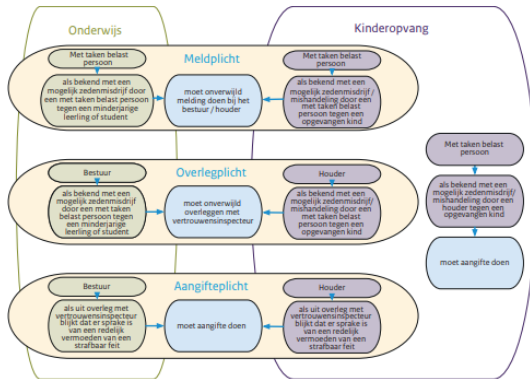 Onderwijs
Kinderopvang
Meldplicht
Met taken belast
persoon
als bekend met een
mogelijk zedenmisdrijf door
een met taken belast persoon
tegen een minderjarige
leerling of student
moet onverwijld
melding doen bij het
bestuur / houder
Met taken belast
persoon
als bekend met een
mogelijk zedenmisdrijf /
mishandeling door een
met taken belast persoon
tegen een opgevangen kind
Overlegplicht
Bestuur
als bekend met een
mogelijk zedenmisdrijf
door een met taken
belast persoon tegen
een minderjarige
leerling of student
moet onverwijld
overleggen met
vertrouwensinspecteur
Houder
als bekend met een
mogelijk zedenmisdrijf/
mishandeling door een
met taken belast
persoon tegen een
opgevangen kind
Aangifteplicht
Bestuur
als uit overleg met
vertrouwensinspecteur
blijkt dat er sprake is
van een redelijk
vermoeden van een
strafbaar feit
moet aangifte doen
Houder
als uit overleg met
vertrouwensinspecteur
blijkt dat er sprake is
van een redelijk
vermoeden van een
strafbaar feit
Met taken belast
persoon
als bekend met een
mogelijk zedenmisdrijf/
mishandeling door een
houder tegen een
opgevangen kind
moet aangifte doen